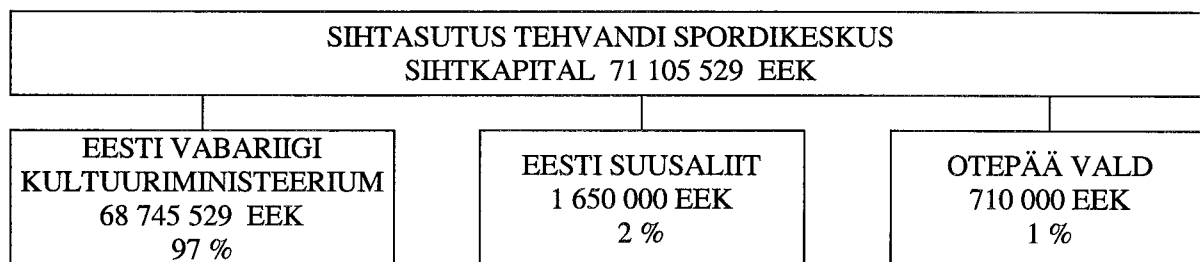 SIHTASUTUS TEHVANDI SPORDIKESKUS
SIHTKAPITAL 71 105 529 EEK
EESTI VABARIIGI
KULTUURIMINISTEERIUM
68 745 529 EEK
97 %
EESTI SUUSALIIT
1 650 000 EEK
2 %
OTEPÄÄ VALD
710 000 EEK
1 %